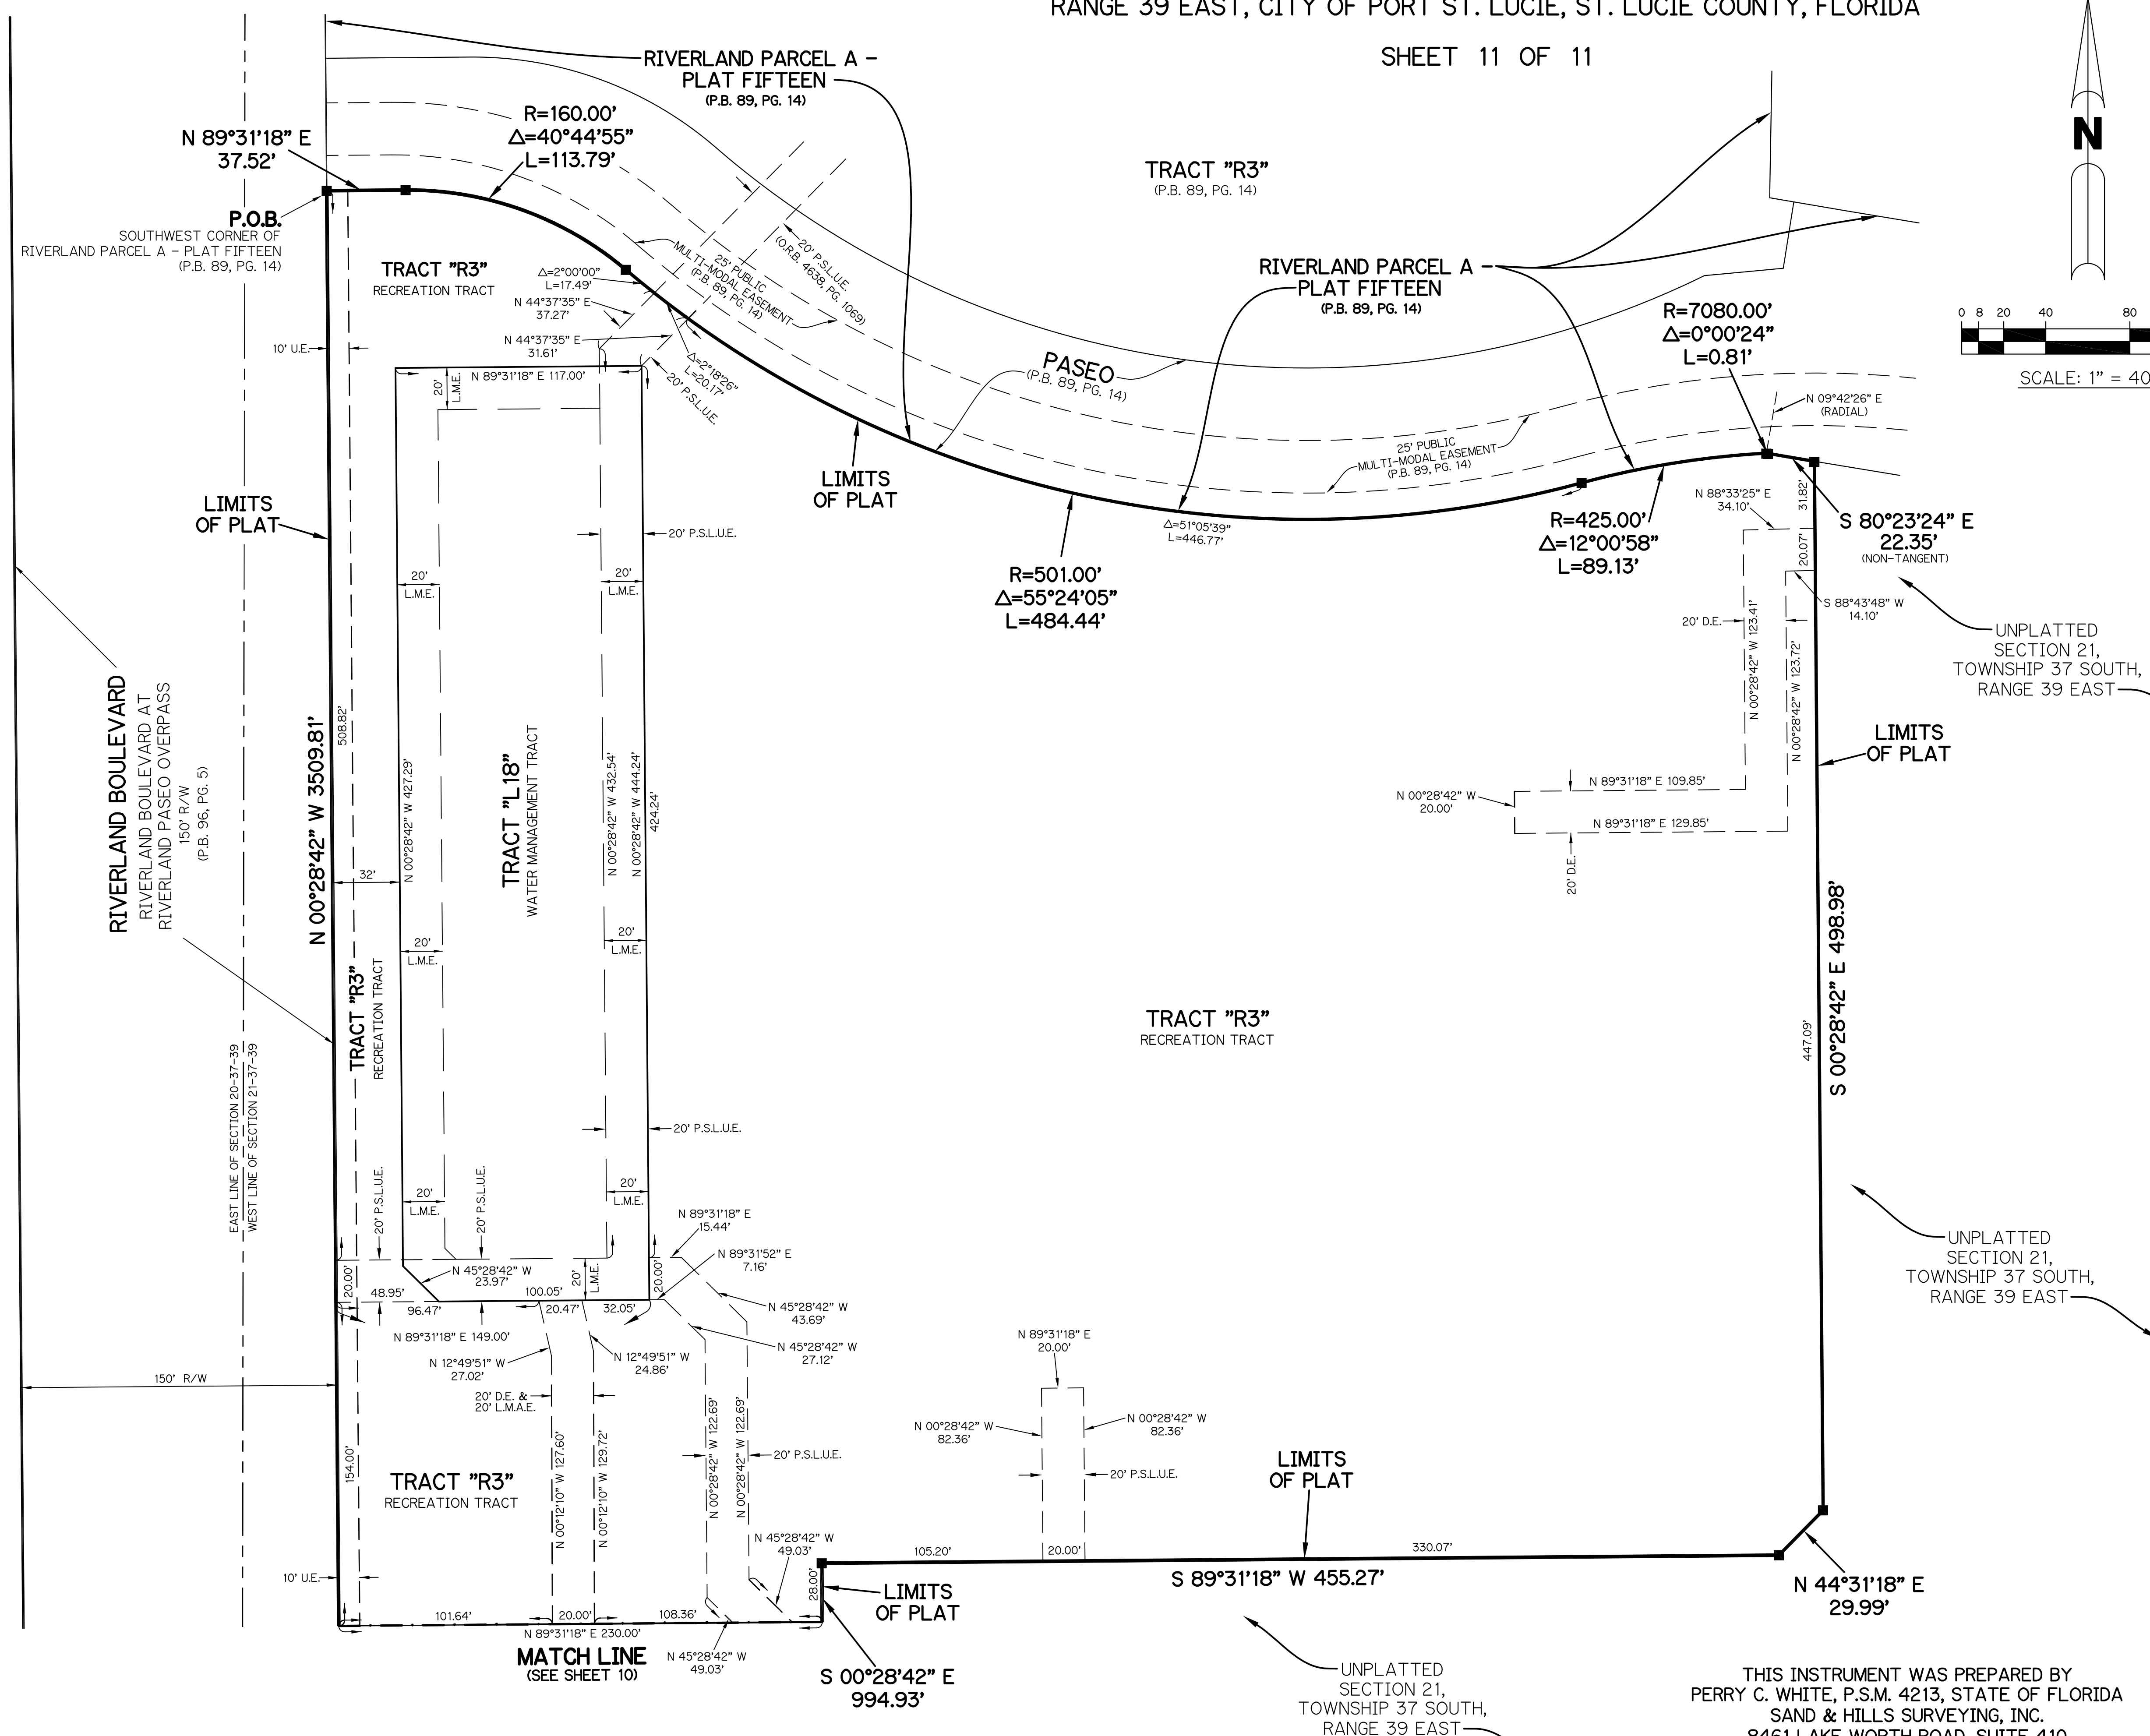 RANGE 39 EAST, CITY OF PORT ST. LUCIE, ST. LUCIE COUNTY, FLORIDA
SHEET 11 OF 11
RIVERLAND PARCEL A -
PLAT FIFTEEN
(P.B. 89, PG. 14)
N 89°31'18" E
37.52'
R=160.00'
Δ=40°44'55"
L=113.79'
P.O.B.
SOUTHWEST CORNER OF
RIVERLAND PARCEL A - PLAT FIFTEEN
(P.B. 89, PG. 14)
TRACT "R3"
RECREATION TRACT
Δ=2°00'00"
L=17.49'
N 44°37'35" E
37.27'
N 44°37'35" E
31.61'
Δ=2°18'26"
L=20.17'
20' P.S.L.U.E.
25' PUBLIC
MULTI-MODAL EASEMENT
(P.B. 89, PG. 14)
20' P.S.L.U.E.
(O.R.B. 4638, PG. 1069)
TRACT "R3"
(P.B. 89, PG. 14)
RIVERLAND PARCEL A -
PLAT FIFTEEN
(P.B. 89, PG. 14)
PASEO
(P.B. 89, PG. 14)
R=7080.00'
Δ=0°00'24"
L=0.81'
N
0 8 20 40 80
SCALE: 1" = 40
N 09°42'26" E
(RADIAL)
25' PUBLIC
MULTI-MODAL EASEMENT
(P.B. 89, PG. 14)
10' U.E.
N 89°31'18" E 117.00'
20'
L.M.E.
LIMITS
OF PLAT
LIMITS
OF PLAT
20' P.S.L.U.E.
Δ=51°05'39"
L=446.77'
R=501.00'
Δ=55°24'05"
L=484.44'
R=425.00'
Δ=12°00'58"
L=89.13'
N 88°33'25" E
34.10'
31.82'
20.07'
S 80°23'24" E
22.35'
(NON-TANGENT)
S 88°43'48" W
14.10'
20' D.E.
N 00°28'42" W 123.41'
N 00°28'42" W 123.72'
UNPLATTED
SECTION 21,
TOWNSHIP 37 SOUTH,
RANGE 39 EAST
LIMITS
OF PLAT
20'
L.M.E.
20'
L.M.E.
RIVERLAND BOULEVARD
RIVERLAND BOULEVARD AT
RIVERLAND PASEO OVERPASS
150' R/W
(P.B. 96, PG. 5)
N 00°28'42" W 3509.81'
508.82'
N 00°28'42" W 427.29'
TRACT "L18"
WATER MANAGEMENT TRACT
N 00°28'42" W 432.54'
N 00°28'42" W 444.24'
424.24'
N 00°28'42" W
20.00'
N 89°31'18" E 109.85'
N 89°31'18" E 129.85'
20' D.E.
32'
20'
L.M.E.
20'
L.M.E.
S 00°28'42" E 498.98'
447.09'
TRACT "R3"
RECREATION TRACT
TRACT "R3"
RECREATION TRACT
EAST LINE OF SECTION 20-37-39
WEST LINE OF SECTION 21-37-39
20' P.S.L.U.E.
20' P.S.L.U.E.
20' P.S.L.U.E.
20'
L.M.E.
20'
L.M.E.
N 89°31'18" E
15.44'
N 89°31'52" E
7.16'
N 45°28'42" W
23.97'
20'
L.M.E.
20.00'
20.00'
48.95'
96.47'
100.05'
20.47'
32.05'
N 45°28'42" W
43.69'
N 45°28'42" W
27.12'
N 89°31'18" E 149.00'
N 12°49'51" W
27.02'
N 12°49'51" W
24.86'
20' D.E. &
20' L.M.A.E.
150' R/W
N 89°31'18" E
20.00'
N 00°28'42" W
82.36'
N 00°28'42" W
82.36'
20' P.S.L.U.E.
20' P.S.L.U.E.
UNPLATTED
SECTION 21,
TOWNSHIP 37 SOUTH,
RANGE 39 EAST
154.00'
TRACT "R3"
RECREATION TRACT
N 00°12'10" W 127.60'
N 00°12'10" W 129.72'
N 00°28'42" W 122.69'
N 00°28'42" W 122.69'
N 45°28'42" W
49.03'
LIMITS
OF PLAT
105.20'
20.00'
330.07'
S 89°31'18" W 455.27'
10' U.E.
28.00'
LIMITS
OF PLAT
N 44°31'18" E
29.99'
101.64'
20.00'
108.36'
N 89°31'18" E 230.00'
MATCH LINE
(SEE SHEET 10)
N 45°28'42" W
49.03'
S 00°28'42" E
994.93'
UNPLATTED
SECTION 21,
TOWNSHIP 37 SOUTH,
RANGE 39 EAST
THIS INSTRUMENT WAS PREPARED BY
PERRY C. WHITE, P.S.M. 4213, STATE OF FLORIDA
SAND & HILLS SURVEYING, INC.
8461 LAKE WORTH ROAD, SUITE 410